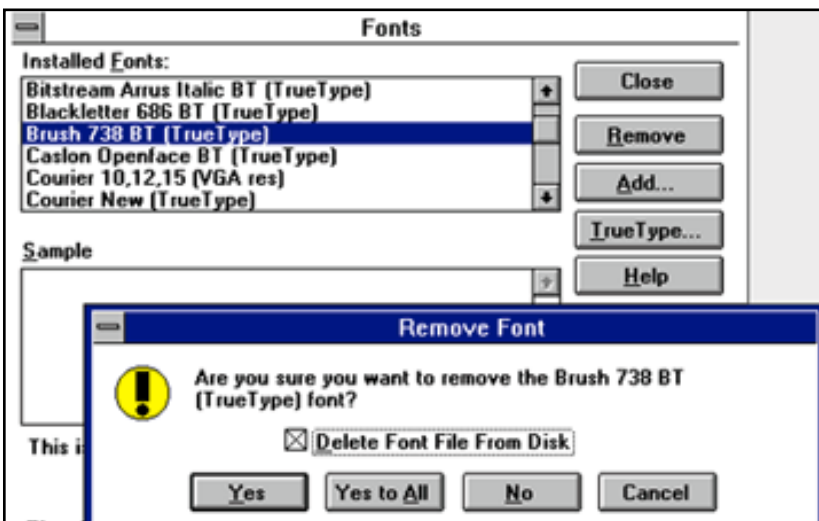 Fonts
Installed Fonts:
Bitstream Arrus Italic BT (TrueType)
Blackletter 686 BT (TrueType)
Brush 738 BT (TrueType)
Caslon Openface BT (TrueType)
Courier 10,12,15 (VGA res)
Courier New (TrueType)
Close
Remove
Add...
TrueType...
Help
Sample
Remove Font
Are you sure you want to remove the Brush 738 BT
(TrueType) font?
Delete Font File From Disk
Yes
Yes to All
No
Cancel
This